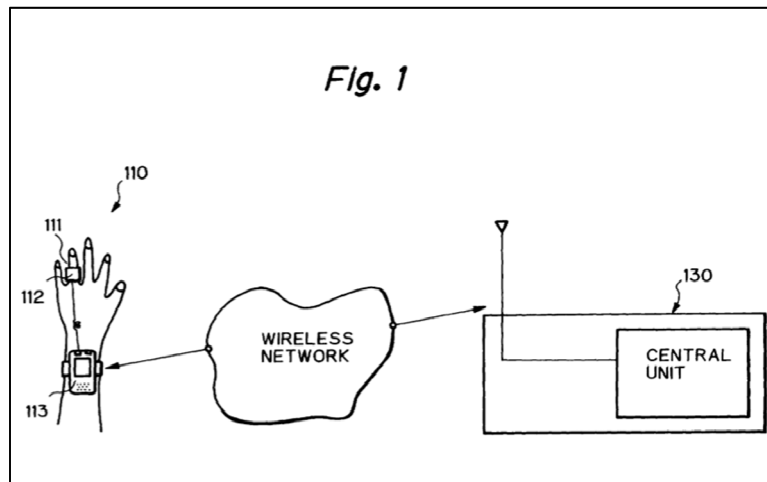 Fig. 1
110
111
112
113
WIRELESS
NETWORK
130
CENTRAL
UNIT